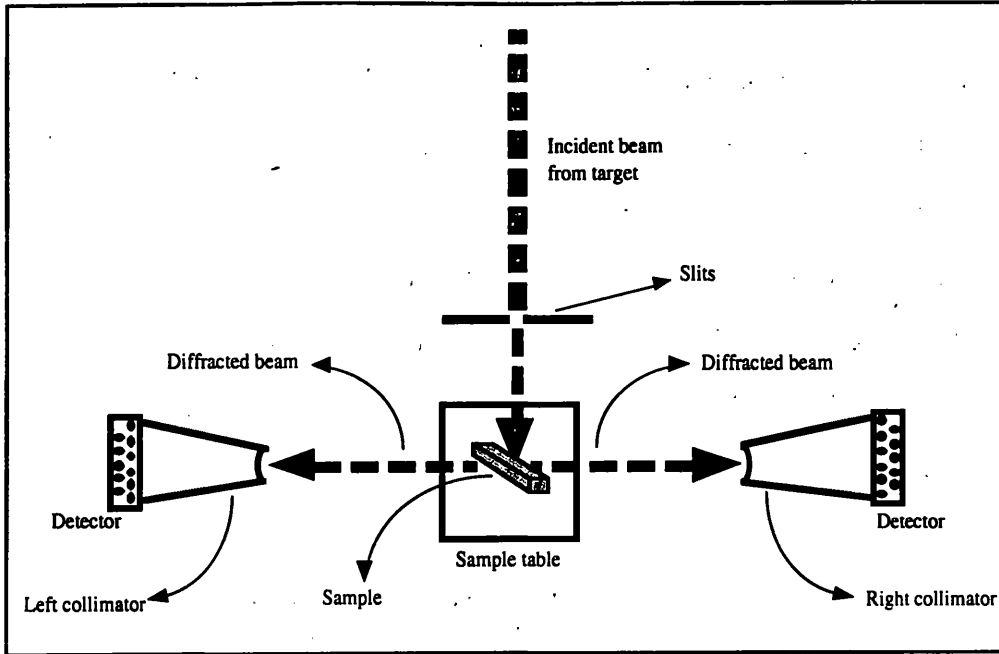 Incident beam
from target
Slits
Diffracted beam
Diffracted beam
Detector
Detector
Sample table
Left collimator
Sample
Right collimator